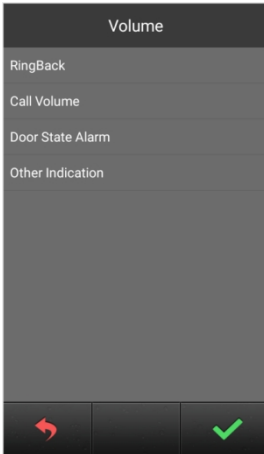 Volume
RingBack
Call Volume
Door State Alarm
Other Indication